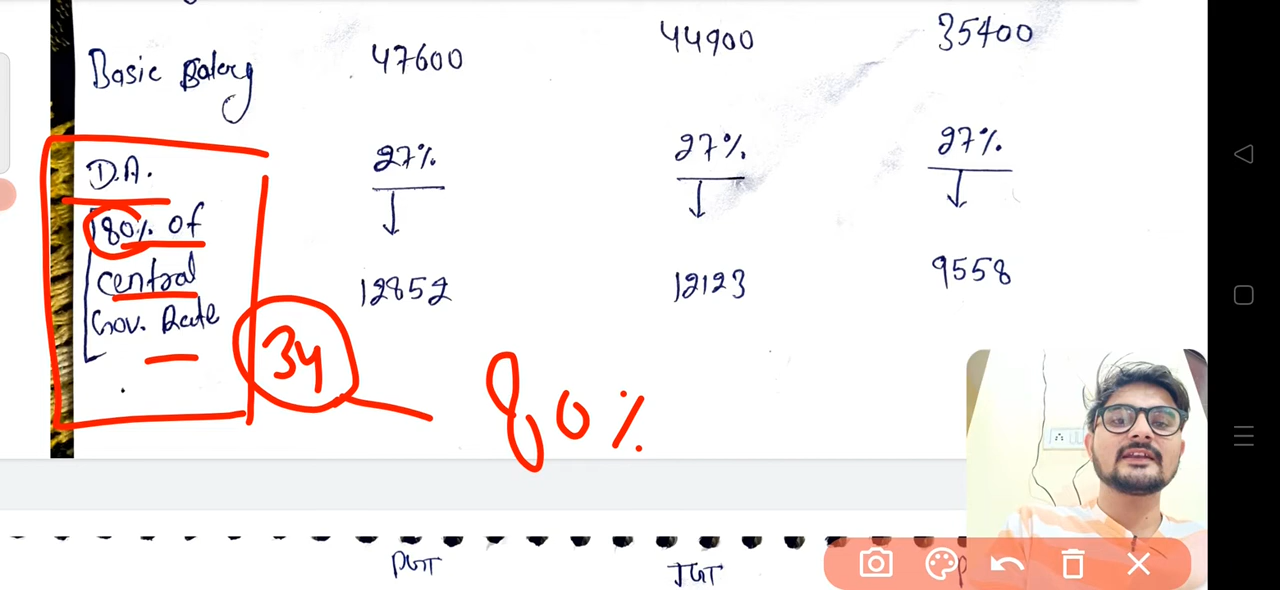 Basic Salery 47600 44900 35400
D.A. 27% 27% 27%
80% of
Central
Gov. Rate 12852 12123 9558
34
80%
PGT TGT P